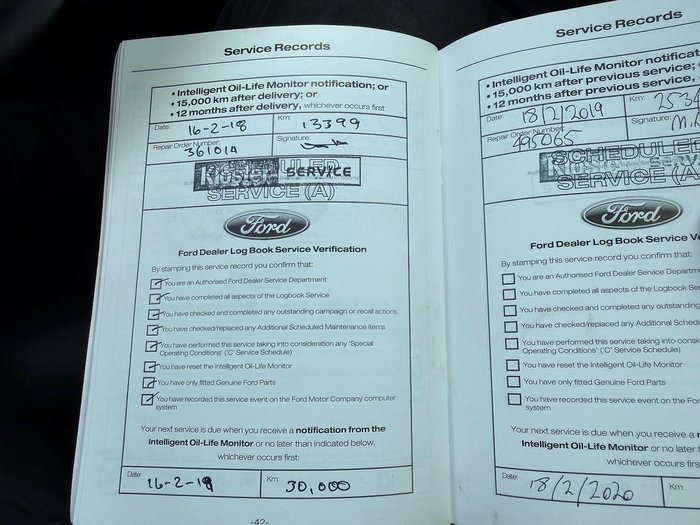 Service Records
• Intelligent Oil-Life Monitor notification; or
• 15,000 km after delivery; or
• 12 months after delivery, whichever occurs first
Date: 16-2-18 Km: 13399
Repair Order Number: 361014 Signature:
SCHEDULED
SERVICE
SERVICE (A)
Ford
Ford Dealer Log Book Service Verification
By stamping this service record you confirm that:
You are an Authorised Ford Dealer Service Department
You have completed all aspects of the Logbook Service
You have checked and completed any outstanding campaign or recall actions
You have checked/replaced any Additional Scheduled Maintenance Items
You have performed this service taking into consideration any 'Special
Operating Conditions' ('C' Service Schedule)
You have reset the Intelligent Oil-Life Monitor
You have only fitted Genuine Ford Parts
You have recorded this service event on the Ford Motor Company computer
system
Your next service is due when you receive a notification from the
Intelligent Oil-Life Monitor or no later than indicated below,
whichever occurs first:
Date: 16-2-19 Km: 30,000
-42-
Service Records
• Intelligent Oil-Life Monitor notificat
• 15,000 km after previous service;
• 12 months after previous service,
Date: 18/2/2019 Km: 2534
Repair Order Number: 495065 Signature: M.
SCHEDULED
SERVICE (A
Ford
Ford Dealer Log Book Service Ve
By stamping this service record you confirm that:
You are an Authorised Ford Dealer Service Departm
You have completed all aspects of the Logbook Se
You have checked and completed any outstanding
You have checked/replaced any Additional Sched
You have performed this service taking into consi
Operating Conditions' ('C' Service Schedule)
You have reset the Intelligent Oil-Life Monitor
You have only fitted Genuine Ford Parts
You have recorded this service event on the For
system
Your next service is due when you receive a n
Intelligent Oil-Life Monitor or no later tha
whichever occurs firs
Date: 18/2/2020 Km: